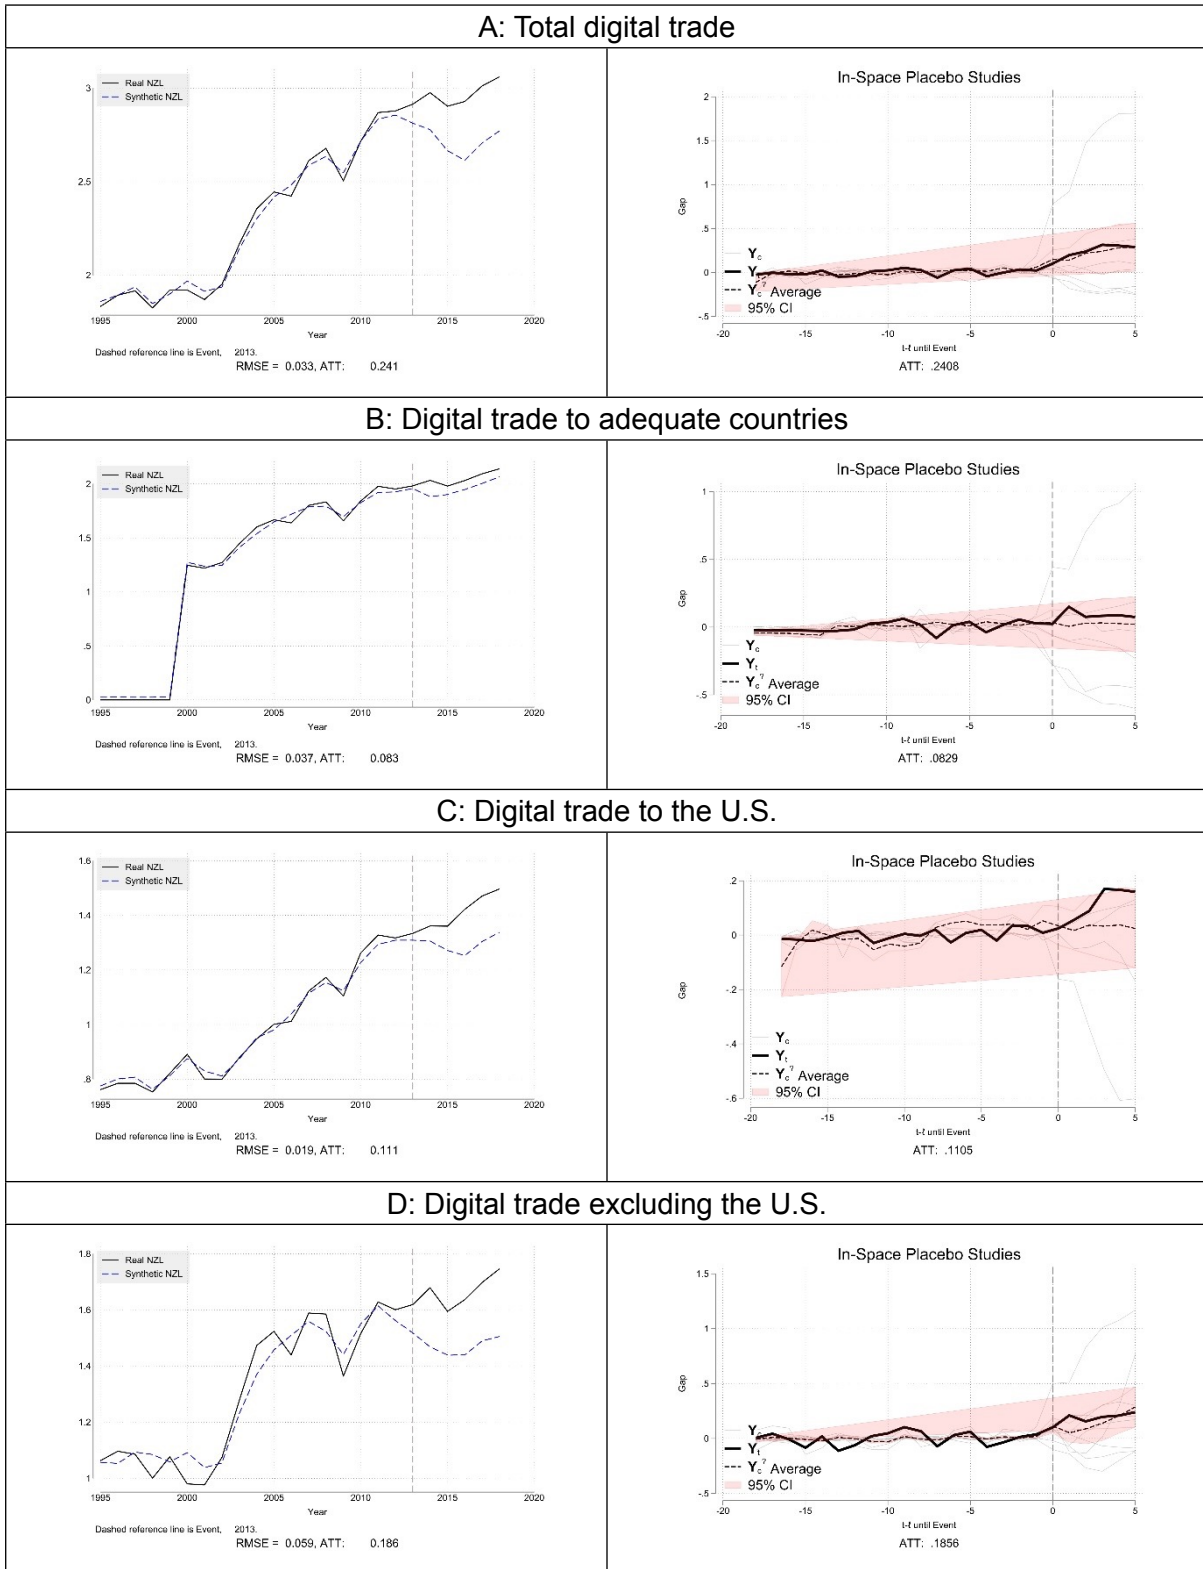 A: Total digital trade
Real NZL
Synthetic NZL
3
2.5
2
1995 2000 2005 2010 2015 2020
Year
Dashed reference line is Event, 2013.
RMSE = 0.033, ATT: 0.241
In-Space Placebo Studies
2
1.5
1
.5
0
-.5
Gap
Yc
Yt
Yc? Average
95% CI
-20 -15 -10 -5 0 5
t-ℓ until Event
ATT: .2408
B: Digital trade to adequate countries
Real NZL
Synthetic NZL
2
1.5
1
.5
0
1995 2000 2005 2010 2015 2020
Year
Dashed reference line is Event, 2013.
RMSE = 0.037, ATT: 0.083
In-Space Placebo Studies
1
.5
0
-.5
Gap
Yc
Yt
Yc? Average
95% CI
-20 -15 -10 -5 0 5
t-ℓ until Event
ATT: .0829
C: Digital trade to the U.S.
Real NZL
Synthetic NZL
1.6
1.4
1.2
1
.8
1995 2000 2005 2010 2015 2020
Year
Dashed reference line is Event, 2013.
RMSE = 0.019, ATT: 0.111
In-Space Placebo Studies
.2
0
-.2
-.4
-.6
Gap
Yc
Yt
Yc? Average
95% CI
-20 -15 -10 -5 0 5
t-ℓ until Event
ATT: .1105
D: Digital trade excluding the U.S.
Real NZL
Synthetic NZL
1.8
1.6
1.4
1.2
1
1995 2000 2005 2010 2015 2020
Year
Dashed reference line is Event, 2013.
RMSE = 0.059, ATT: 0.186
In-Space Placebo Studies
1.5
1
.5
0
-.5
Gap
Yc
Yt
Yc? Average
95% CI
-20 -15 -10 -5 0 5
t-ℓ until Event
ATT: .1856